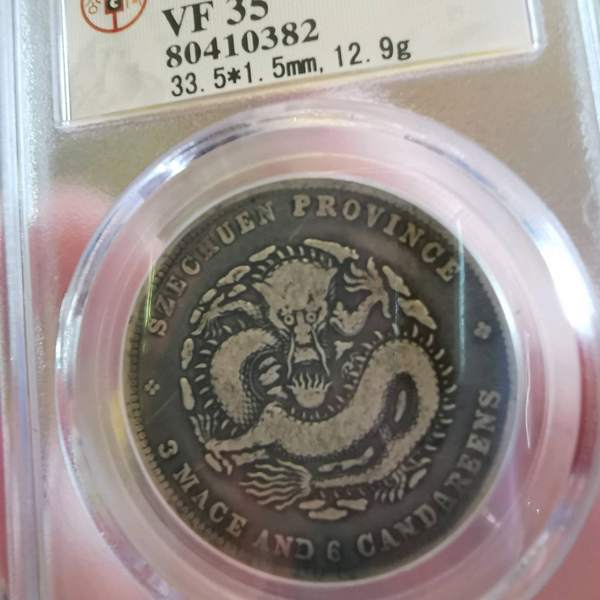 G
VF 35
80410382
33.5*1.5mm, 12.9g
SZECHUEN PROVINCE
3 MACE AND 6 CANDAREENS